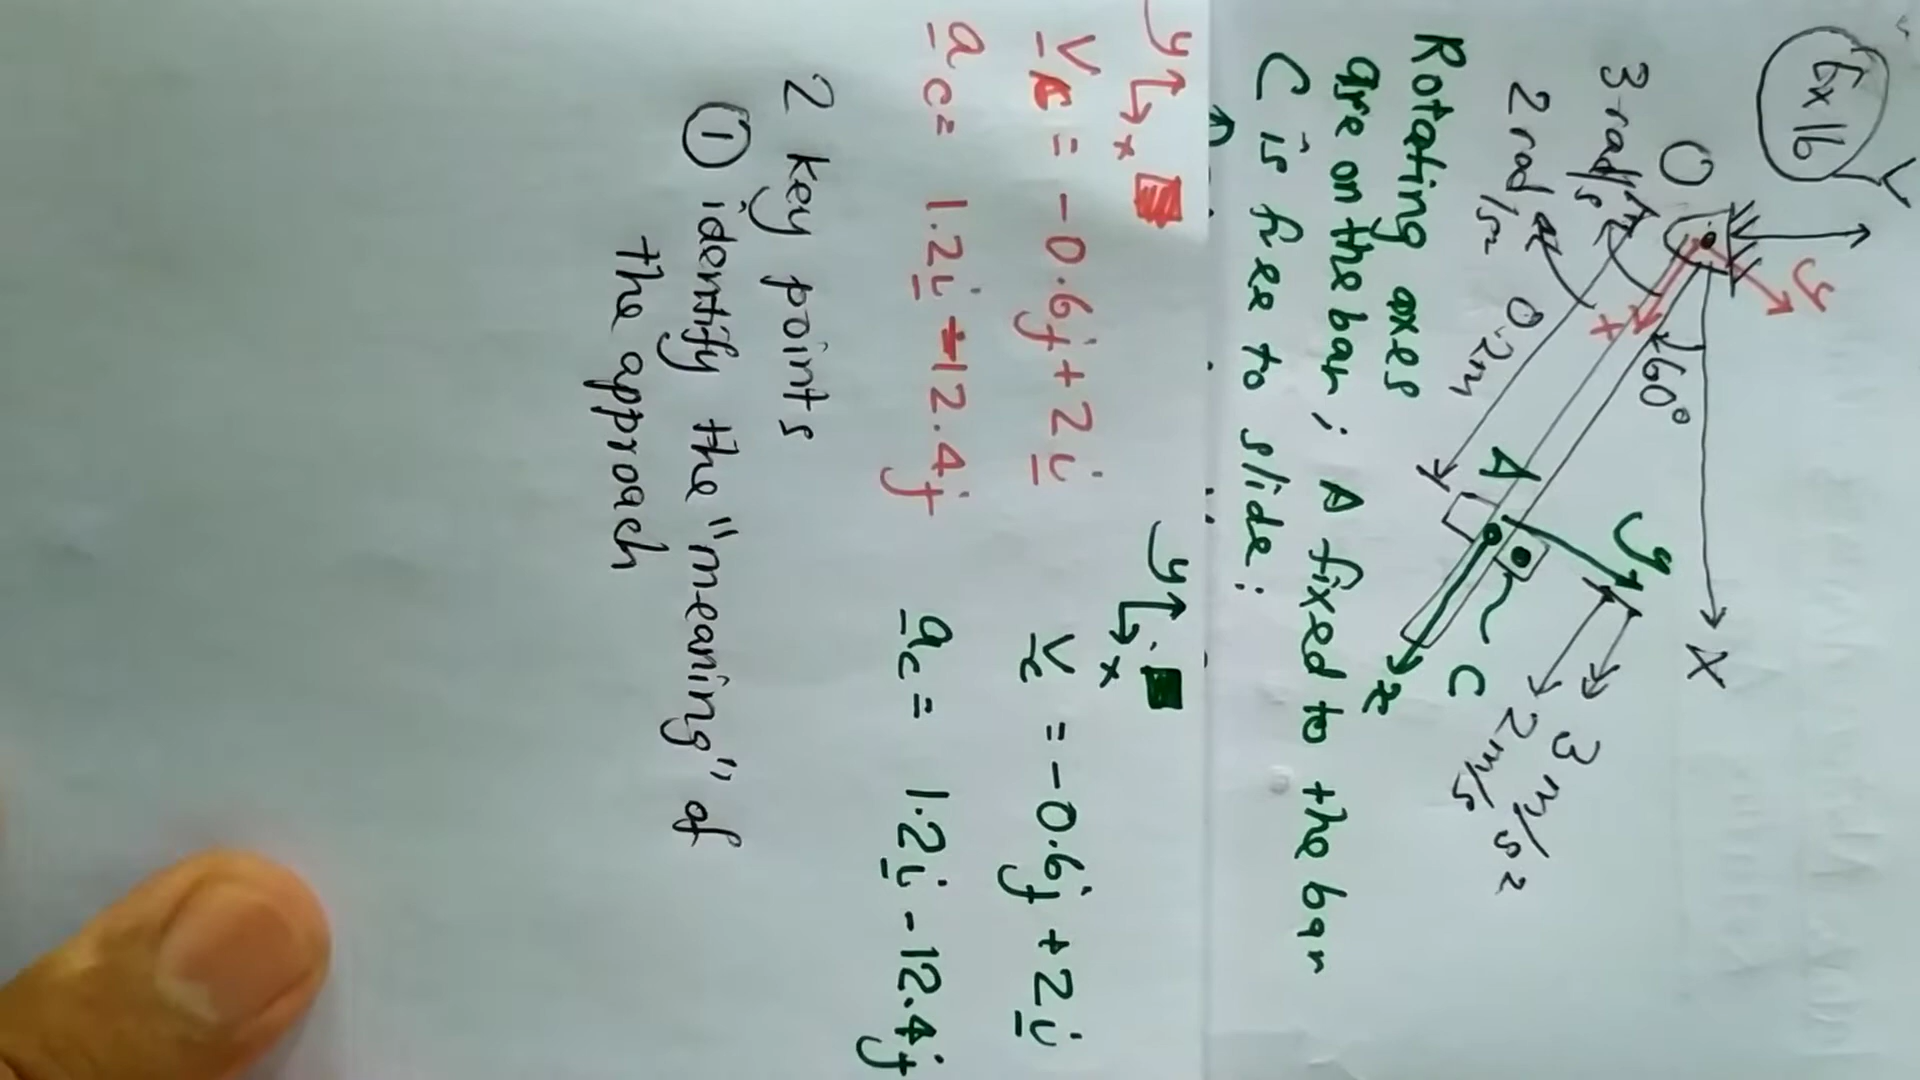 Ex 16
Y
O
y
3 rad/s
2 rad/s²
x
60°
0.2m
X
A
y
C
x
3 m/s²
2 m/s
Rotating axes
are on the bar; A fixed to the bar
C is free to slide:
y x
v_c = -0.6j + 2i
a_c = 1.2i - 12.4j
y x
v_c = -0.6j + 2i
a_c = 1.2i - 12.4j
2 key points
① identify the "meaning" of
the approach